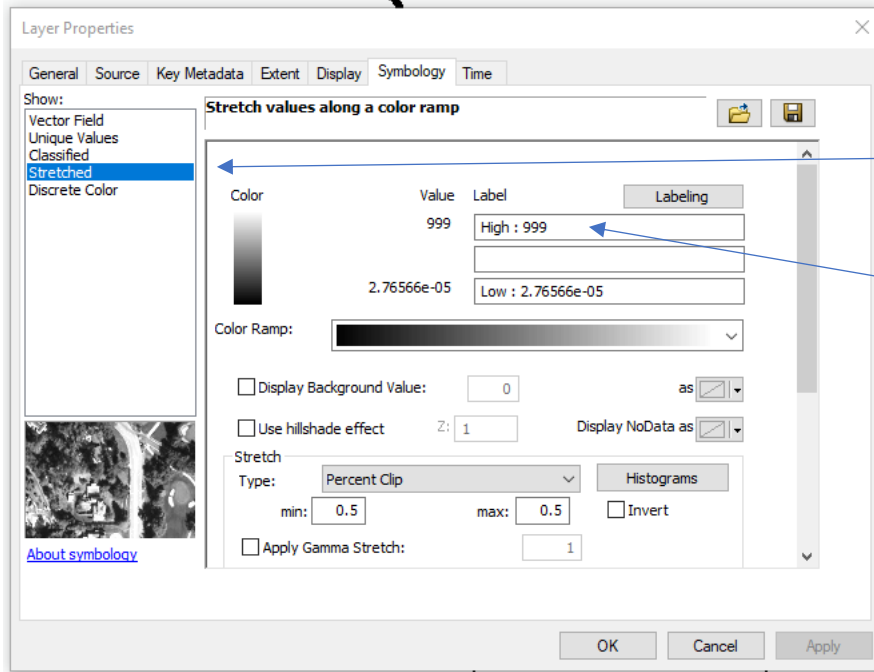 Layer Properties
General Source Key Metadata Extent Display Symbology Time
Show:
Vector Field
Unique Values
Classified
Stretched
Discrete Color
About symbology
Stretch values along a color ramp
Color Value Label Labeling
999 High : 999
2.76566e-05 Low : 2.76566e-05
Color Ramp:
Display Background Value: 0 as
Use hillshade effect Z: 1 Display NoData as
Stretch
Type: Percent Clip Histograms
min: 0.5 max: 0.5 Invert
Apply Gamma Stretch: 1
OK Cancel Apply